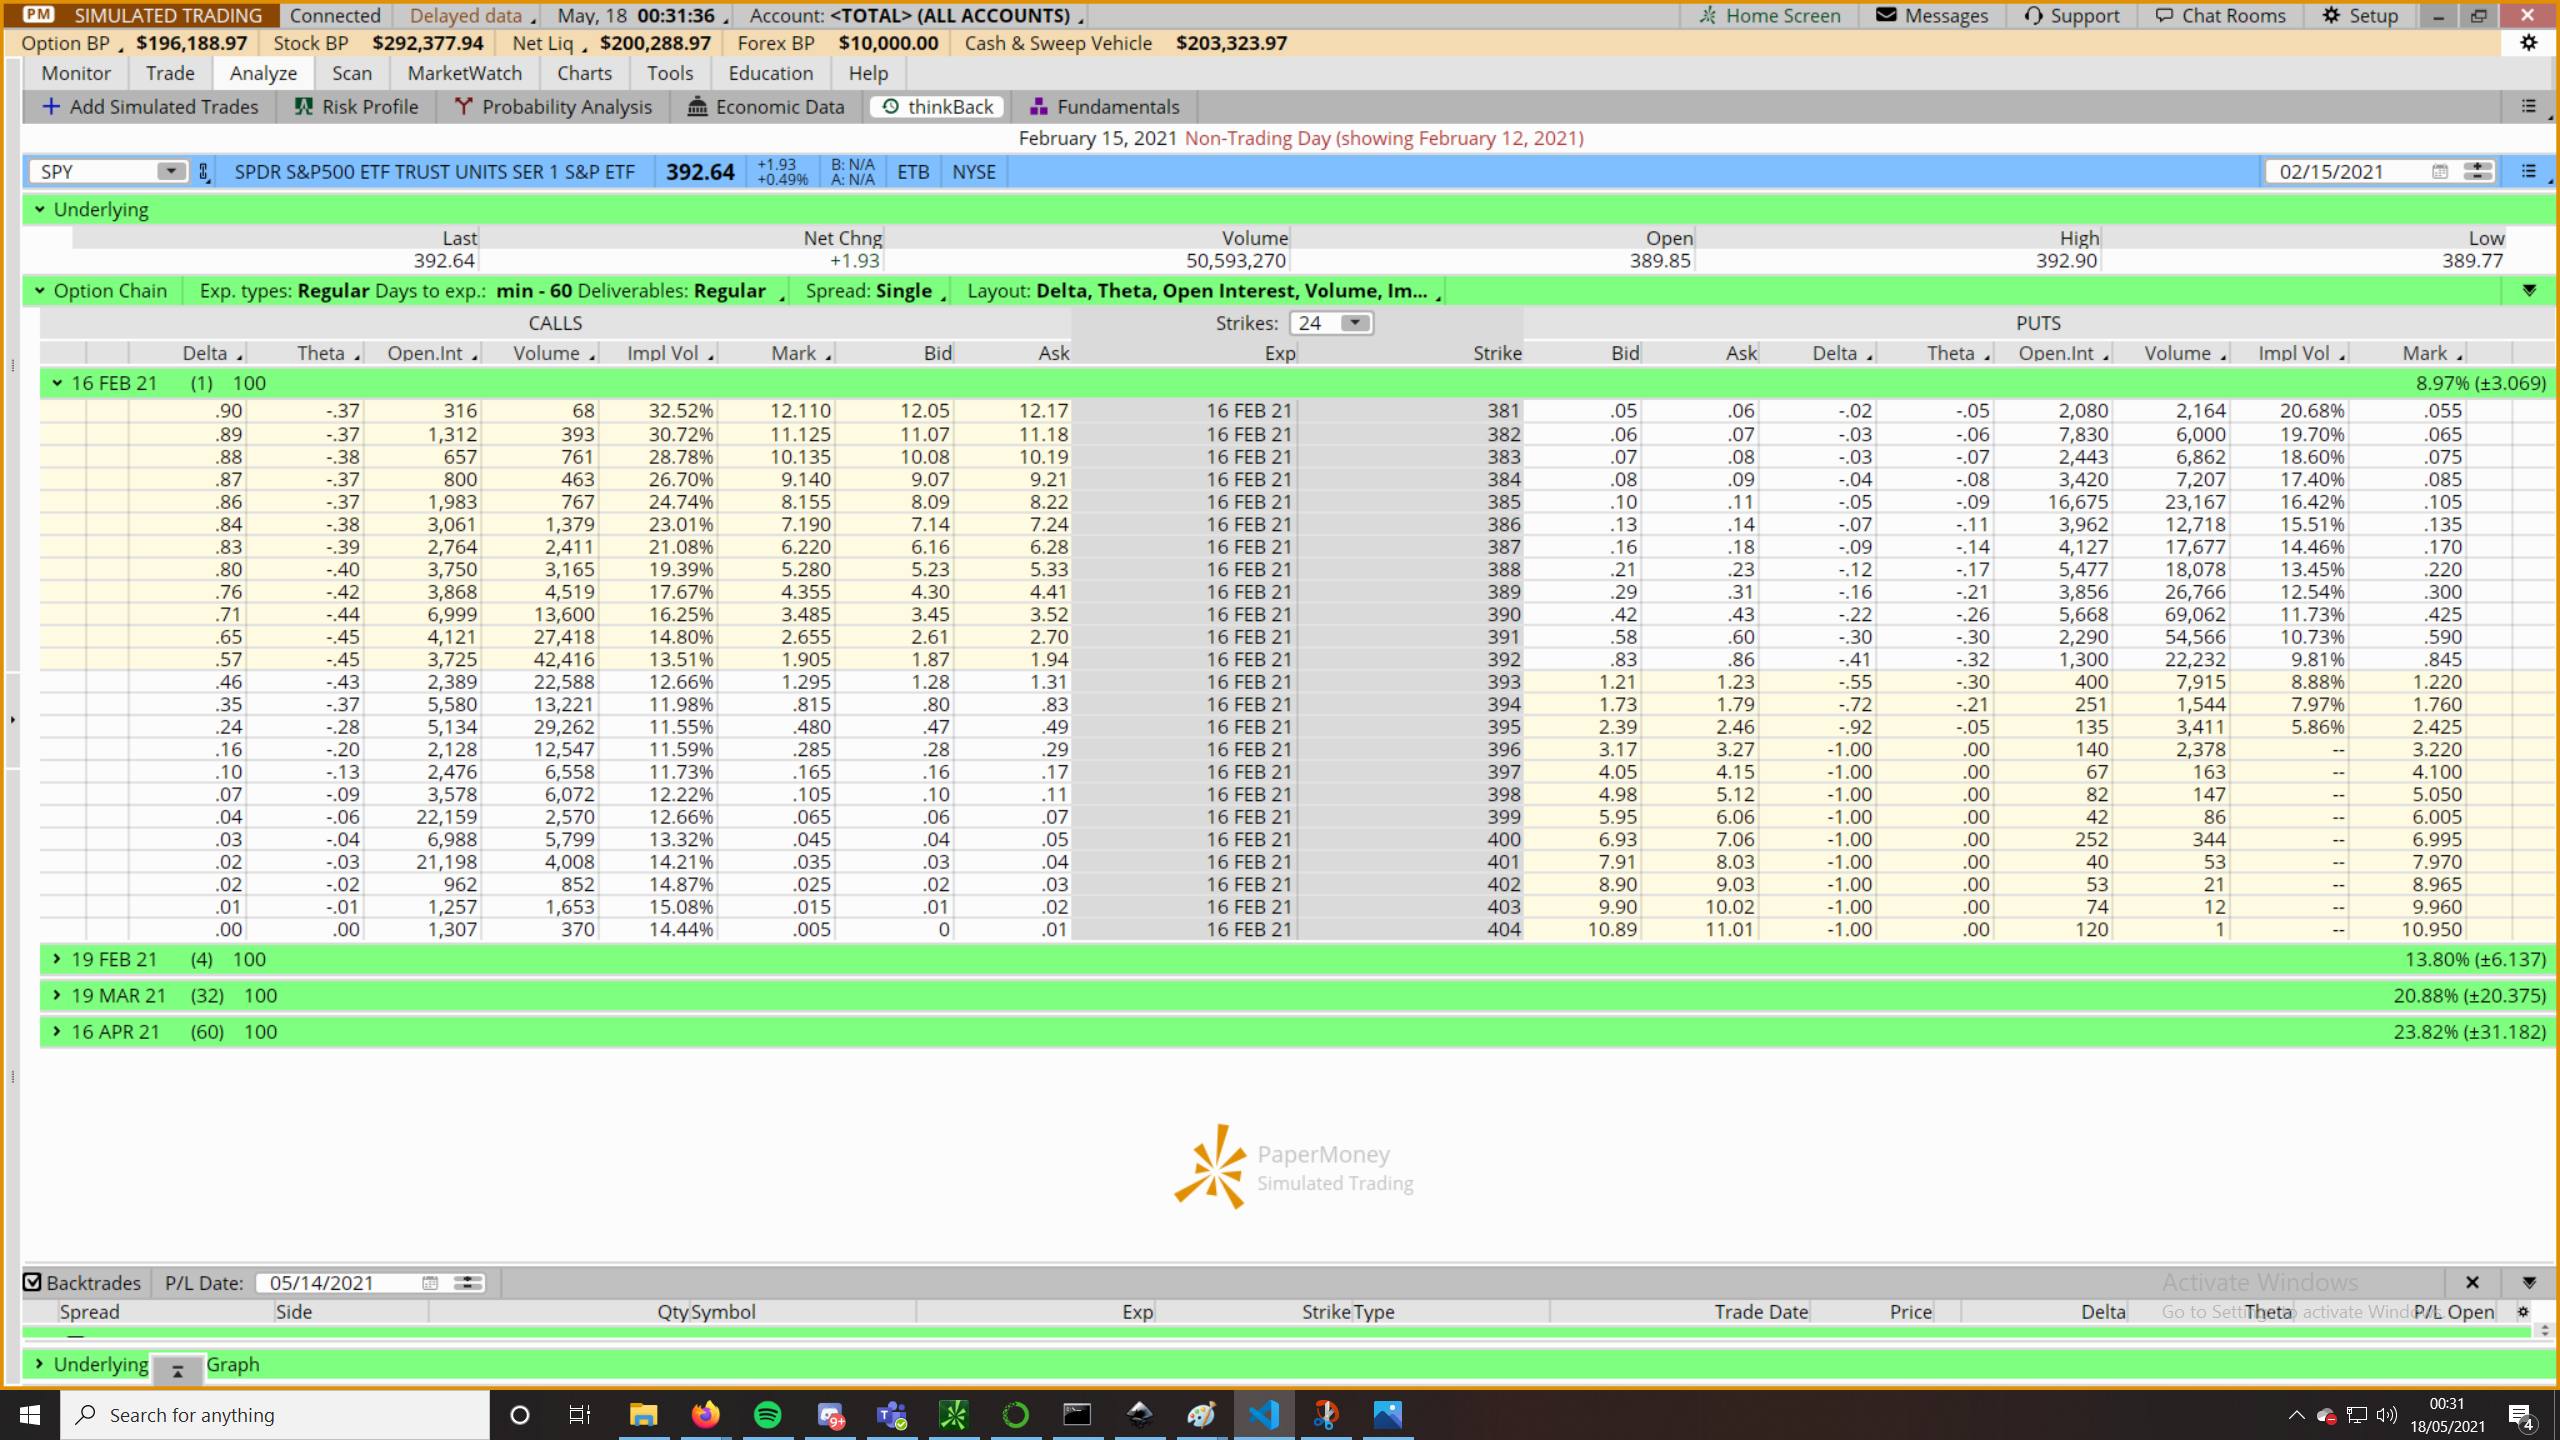 PM SIMULATED TRADING Connected Delayed data May, 18 00:31:36 Account: <TOTAL> (ALL ACCOUNTS) Home Screen Messages Support Chat Rooms Setup
Option BP $196,188.97 Stock BP $292,377.94 Net Liq $200,288.97 Forex BP $10,000.00 Cash & Sweep Vehicle $203,323.97
Monitor Trade Analyze Scan MarketWatch Charts Tools Education Help
Add Simulated Trades Risk Profile Probability Analysis Economic Data thinkBack Fundamentals
February 15, 2021 Non-Trading Day (showing February 12, 2021)
SPY SPDR S&P500 ETF TRUST UNITS SER 1 S&P ETF 392.64 +1.93 +0.49% B: N/A A: N/A ETB NYSE 02/15/2021
Underlying
Last Net Chng Volume Open High Low
392.64 +1.93 50,593,270 389.85 392.90 389.77
Option Chain Exp. types: Regular Days to exp.: min - 60 Deliverables: Regular Spread: Single Layout: Delta, Theta, Open Interest, Volume, Im...
CALLS Strikes: 24 PUTS
Delta Theta Open.Int Volume Impl Vol Mark Bid Ask Exp Strike Bid Ask Delta Theta Open.Int Volume Impl Vol Mark
16 FEB 21 (1) 100 8.97% (±3.069)
.90 -.37 316 68 32.52% 12.110 12.05 12.17 16 FEB 21 381 .05 .06 -.02 -.05 2,080 2,164 20.68% .055
.89 -.37 1,312 393 30.72% 11.125 11.07 11.18 16 FEB 21 382 .06 .07 -.03 -.06 7,830 6,000 19.70% .065
.88 -.38 657 761 28.78% 10.135 10.08 10.19 16 FEB 21 383 .07 .08 -.03 -.07 2,443 6,862 18.60% .075
.87 -.37 800 463 26.70% 9.140 9.07 9.21 16 FEB 21 384 .08 .09 -.04 -.08 3,420 7,207 17.40% .085
.86 -.37 1,983 767 24.74% 8.155 8.09 8.22 16 FEB 21 385 .10 .11 -.05 -.09 16,675 23,167 16.42% .105
.84 -.38 3,061 1,379 23.01% 7.190 7.14 7.24 16 FEB 21 386 .13 .14 -.07 -.11 3,962 12,718 15.51% .135
.83 -.39 2,764 2,411 21.08% 6.220 6.16 6.28 16 FEB 21 387 .16 .18 -.09 -.14 4,127 17,677 14.46% .170
.80 -.40 3,750 3,165 19.39% 5.280 5.23 5.33 16 FEB 21 388 .21 .23 -.12 -.17 5,477 18,078 13.45% .220
.76 -.42 3,868 4,519 17.67% 4.355 4.30 4.41 16 FEB 21 389 .29 .31 -.16 -.21 3,856 26,766 12.54% .300
.71 -.44 6,999 13,600 16.25% 3.485 3.45 3.52 16 FEB 21 390 .42 .43 -.22 -.26 5,668 69,062 11.73% .425
.65 -.45 4,121 27,418 14.80% 2.655 2.61 2.70 16 FEB 21 391 .58 .60 -.30 -.30 2,290 54,566 10.73% .590
.57 -.45 3,725 42,416 13.51% 1.905 1.87 1.94 16 FEB 21 392 .83 .86 -.41 -.32 1,300 22,232 9.81% .845
.46 -.43 2,389 22,588 12.66% 1.295 1.28 1.31 16 FEB 21 393 1.21 1.23 -.55 -.30 400 7,915 8.88% 1.220
.35 -.37 5,580 13,221 11.98% .815 .80 .83 16 FEB 21 394 1.73 1.79 -.72 -.21 251 1,544 7.97% 1.760
.24 -.28 5,134 29,262 11.55% .480 .47 .49 16 FEB 21 395 2.39 2.46 -.92 -.05 135 3,411 5.86% 2.425
.16 -.20 2,128 12,547 11.59% .285 .28 .29 16 FEB 21 396 3.17 3.27 -1.00 .00 140 2,378 -- 3.220
.10 -.13 2,476 6,558 11.73% .165 .16 .17 16 FEB 21 397 4.05 4.15 -1.00 .00 67 163 -- 4.100
.07 -.09 3,578 6,072 12.22% .105 .10 .11 16 FEB 21 398 4.98 5.12 -1.00 .00 82 147 -- 5.050
.04 -.06 22,159 2,570 12.66% .065 .06 .07 16 FEB 21 399 5.95 6.06 -1.00 .00 42 86 -- 6.005
.03 -.04 6,988 5,799 13.32% .045 .04 .05 16 FEB 21 400 6.93 7.06 -1.00 .00 252 344 -- 6.995
.02 -.03 21,198 4,008 14.21% .035 .03 .04 16 FEB 21 401 7.91 8.03 -1.00 .00 40 53 -- 7.970
.02 -.02 962 852 14.87% .025 .02 .03 16 FEB 21 402 8.90 9.03 -1.00 .00 53 21 -- 8.965
.01 -.01 1,257 1,653 15.08% .015 .01 .02 16 FEB 21 403 9.90 10.02 -1.00 .00 74 12 -- 9.960
.00 .00 1,307 370 14.44% .005 0 .01 16 FEB 21 404 10.89 11.01 -1.00 .00 120 1 -- 10.950
19 FEB 21 (4) 100 13.80% (±6.137)
19 MAR 21 (32) 100 20.88% (±20.375)
16 APR 21 (60) 100 23.82% (±31.182)
PaperMoney
Simulated Trading
Backtrades P/L Date: 05/14/2021 Activate Windows
Spread Side Qty Symbol Exp Strike Type Trade Date Price Delta Theta P/L Open
Go to Settings to activate Windows.
Underlying Graph
Search for anything 9+ 00:31
18/05/2021 4